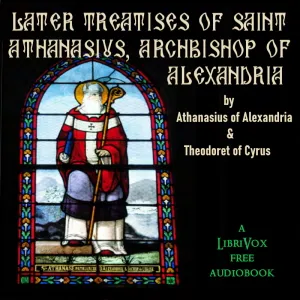 LATER TREATISES OF SAINT
ATHANASIUS, ARCHBISHOP OF
ALEXANDRIA
by
Athanasius of Alexandria
&
Theodoret of Cyrus
A
LIBRIVOX
FREE
AUDIOBOOK